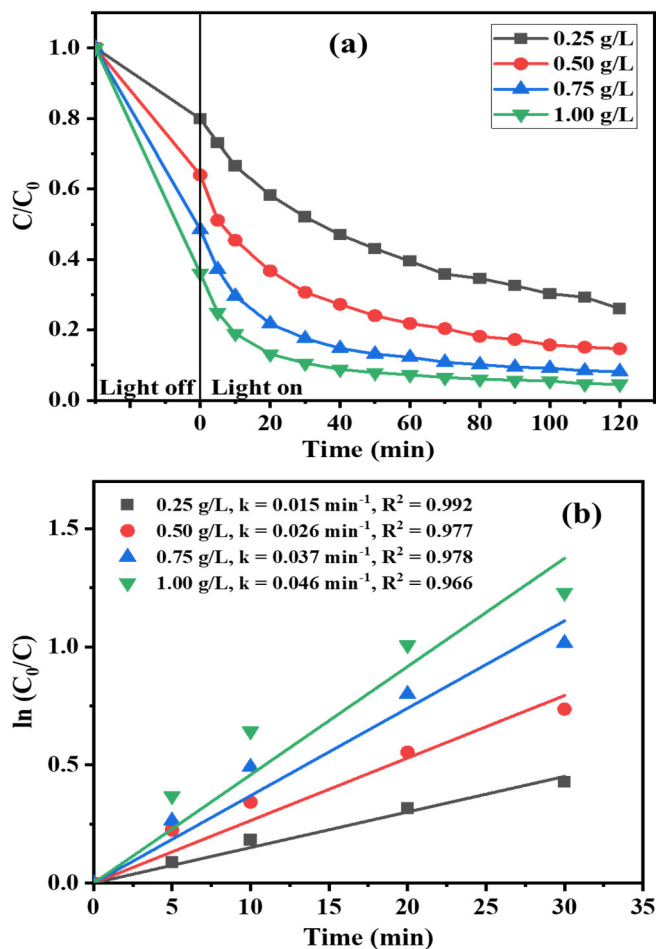 (a)
0.25 g/L
0.50 g/L
0.75 g/L
1.00 g/L
1.0
0.8
0.6
0.4
0.2
0.0
C/C₀
Light off
Light on
0 20 40 60 80 100 120
Time (min)
(b)
0.25 g/L, k = 0.015 min⁻¹, R² = 0.992
0.50 g/L, k = 0.026 min⁻¹, R² = 0.977
0.75 g/L, k = 0.037 min⁻¹, R² = 0.978
1.00 g/L, k = 0.046 min⁻¹, R² = 0.966
1.5
1.0
0.5
0.0
ln (C₀/C)
0 5 10 15 20 25 30 35
Time (min)